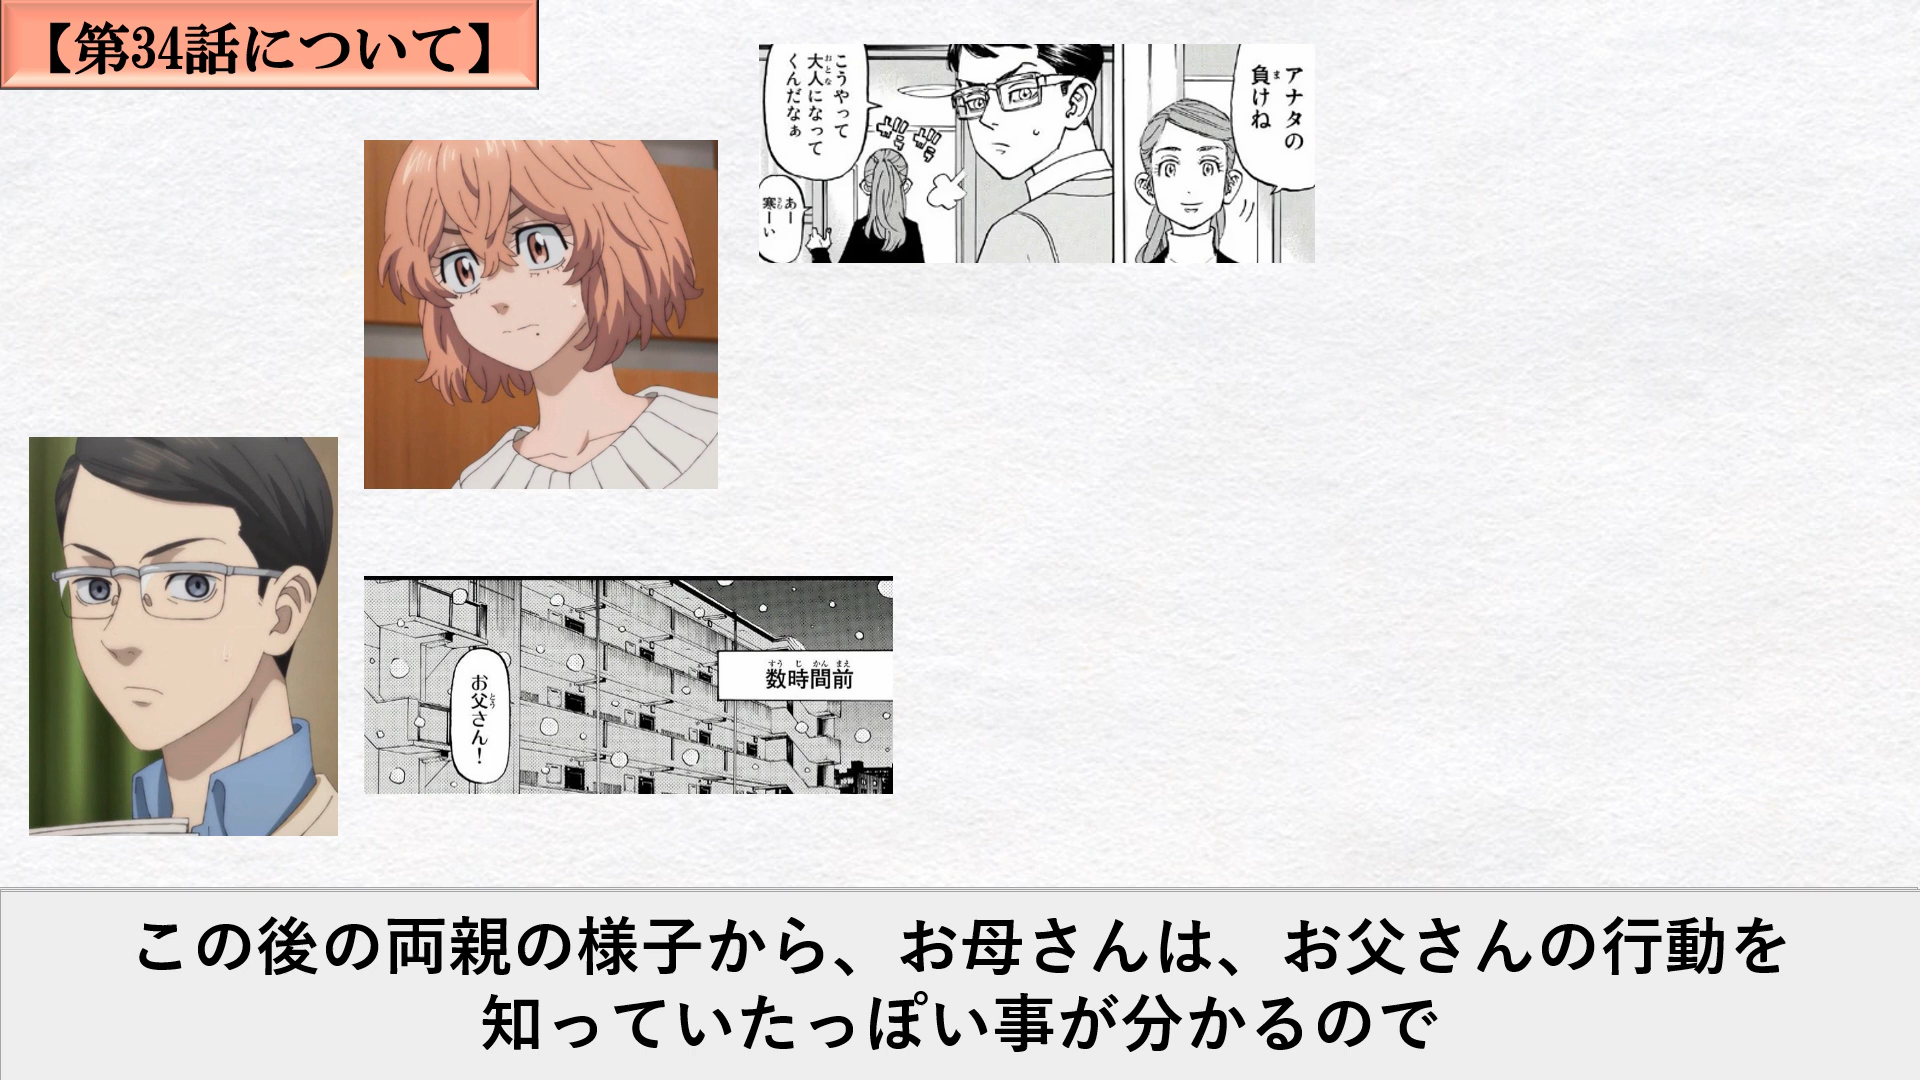 【第34話について】
アナタの
負けね
こうやって
大人になって
くんだなぁ
ガラ
ガラ
あー
寒ーい
数時間前
お父さん！
この後の両親の様子から、お母さんは、お父さんの行動を
知っていたっぽい事が分かるので